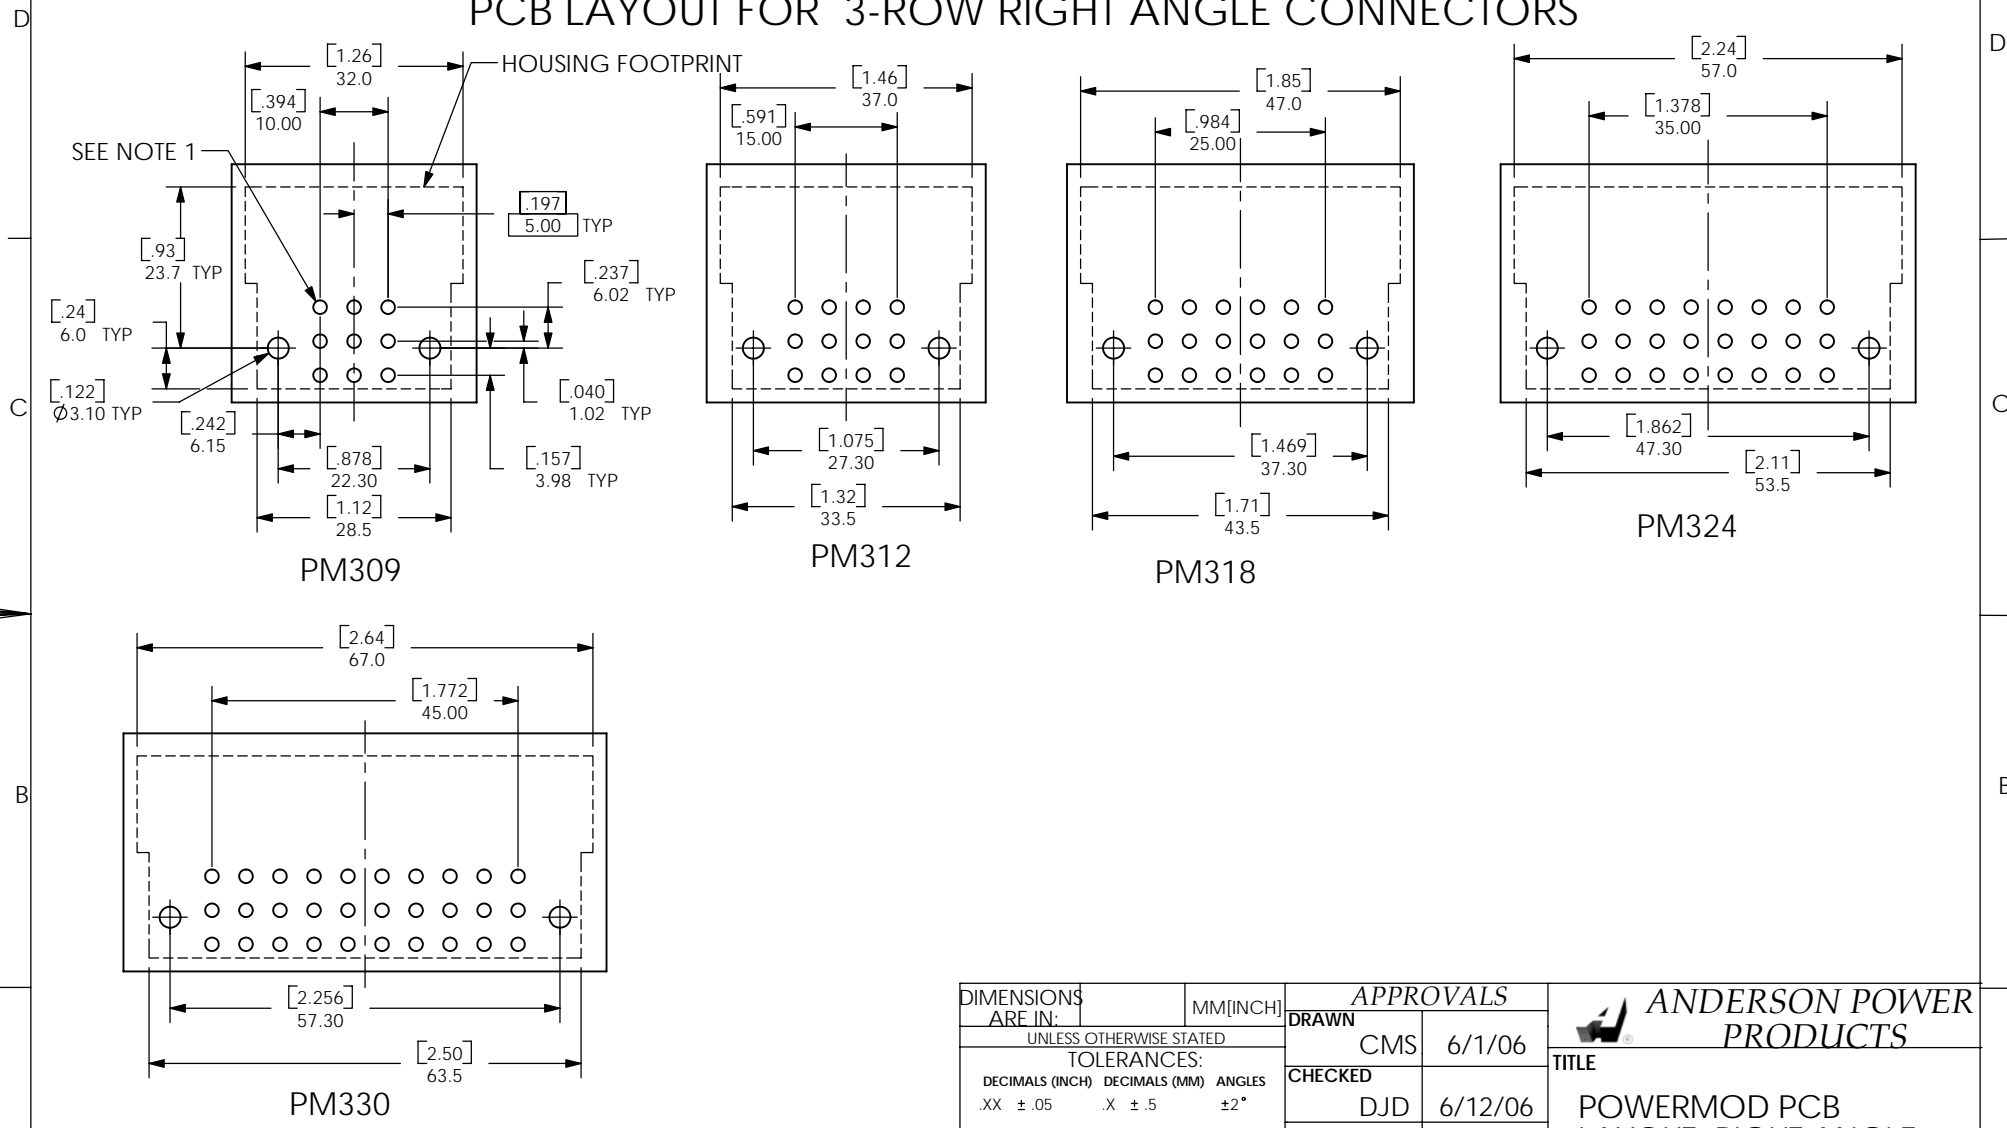 PCB LAYOUT FOR 3-ROW RIGHT ANGLE CONNECTORS
D
D
[1.26]
32.0
HOUSING FOOTPRINT
[.394]
10.00
SEE NOTE 1
[.197]
5.00 TYP
[.93]
23.7 TYP
[.237]
6.02 TYP
[.24]
6.0 TYP
[.122]
Ø3.10 TYP
[.242]
6.15
[.040]
1.02 TYP
[.878]
22.30
[.157]
3.98 TYP
[1.12]
28.5
PM309
[1.46]
37.0
[.591]
15.00
[1.075]
27.30
[1.32]
33.5
PM312
[1.85]
47.0
[.984]
25.00
[1.469]
37.30
[1.71]
43.5
PM318
[2.24]
57.0
[1.378]
35.00
[1.862]
47.30
[2.11]
53.5
PM324
C
C
[2.64]
67.0
[1.772]
45.00
[2.256]
57.30
[2.50]
63.5
PM330
B
B
DIMENSIONS
ARE IN:
MM[INCH]
UNLESS OTHERWISE STATED
TOLERANCES:
DECIMALS (INCH) DECIMALS (MM) ANGLES
.XX ± .05 .X ± .5 ±2°
APPROVALS
DRAWN
CMS 6/1/06
CHECKED
DJD 6/12/06
ANDERSON POWER
PRODUCTS
®
TITLE
POWERMOD PCB
LAYOUT, RIGHT ANGLE